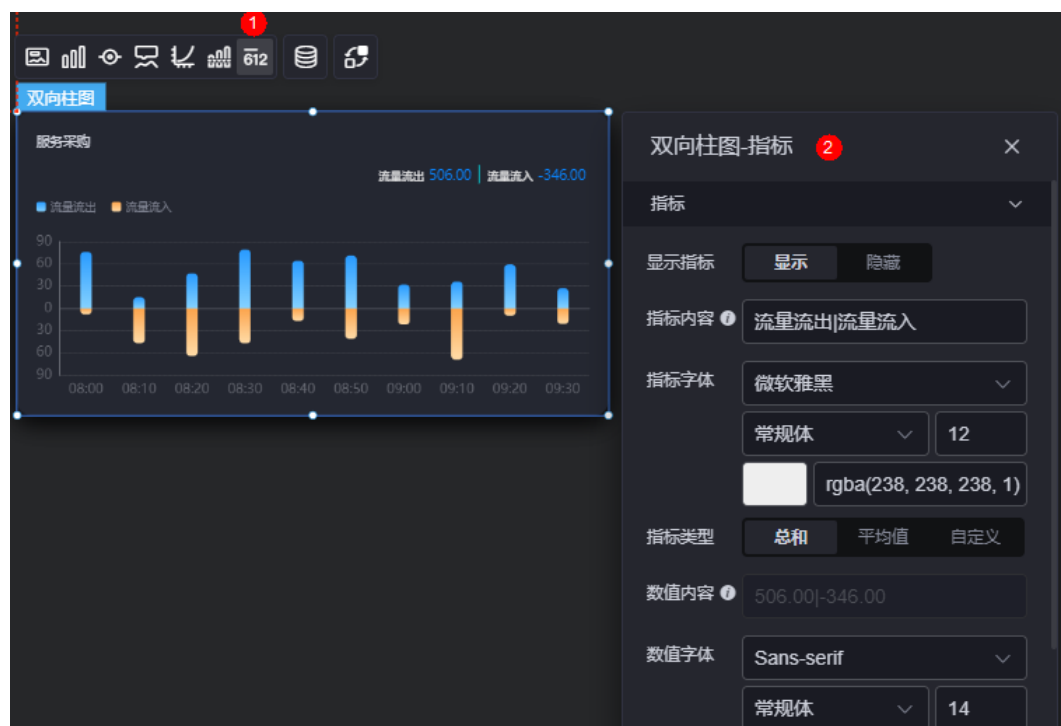 1
612
双向柱图
服务采购
流量流出 506.00 流量流入 -346.00
流量流出 流量流入
90
60
30
0
30
60
90
08:00 08:10 08:20 08:30 08:40 08:50 09:00 09:10 09:20 09:30
双向柱图-指标 2
指标
显示指标 显示 隐藏
指标内容 流量流出|流量流入
指标字体 微软雅黑
常规体 12
rgba(238, 238, 238, 1)
指标类型 总和 平均值 自定义
数值内容 506.00|-346.00
数值字体 Sans-serif
常规体 14